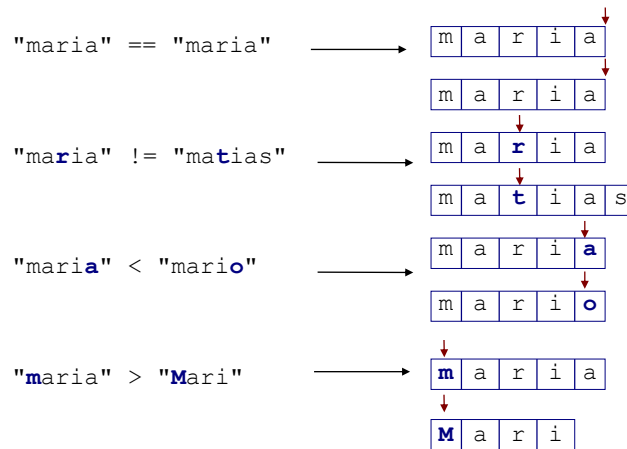 "maria" == "maria"
m a r i a
m a r i a
"maria" != "matias"
m a r i a
m a t i a s
"maria" < "mario"
m a r i a
m a r i o
"maria" > "Mari"
m a r i a
M a r i